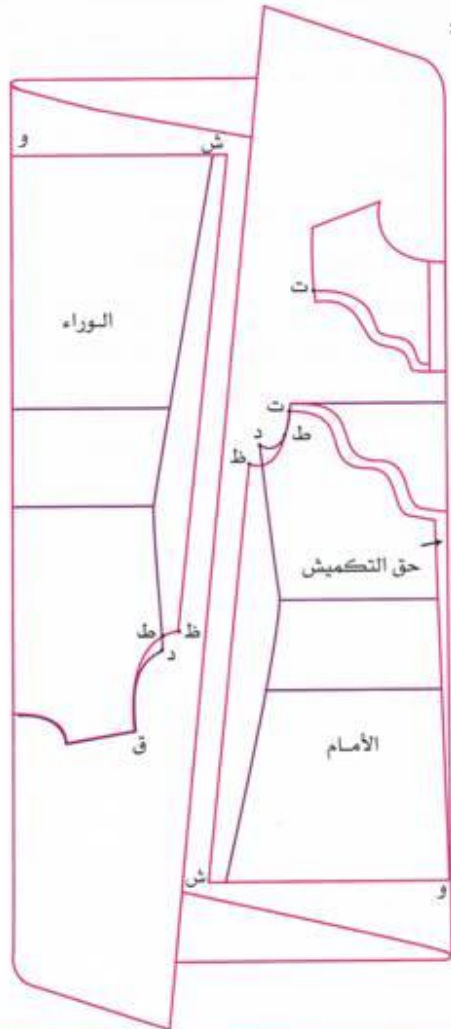 و
ش
الـوراء
ط
ظ
د
ق
ت
ت
ط
د
ظ
حق التكميش
الأمـام
ش
و